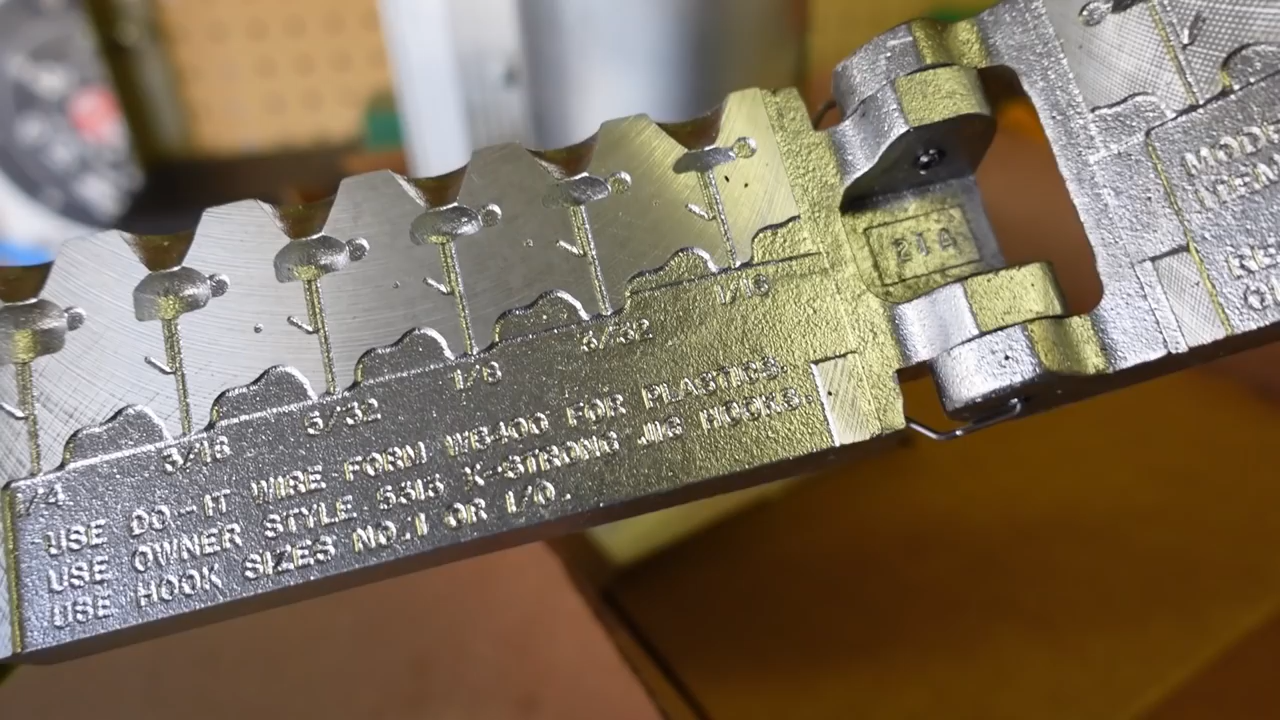 1/16
3/32
1/8
5/32
3/16
1/4
USE DO-IT WIRE FORM WB400 FOR PLASTICS.
USE OWNER STYLE 5313 X-STRONG JIG HOOKS.
USE HOOK SIZES NO.1 OR 1/0.